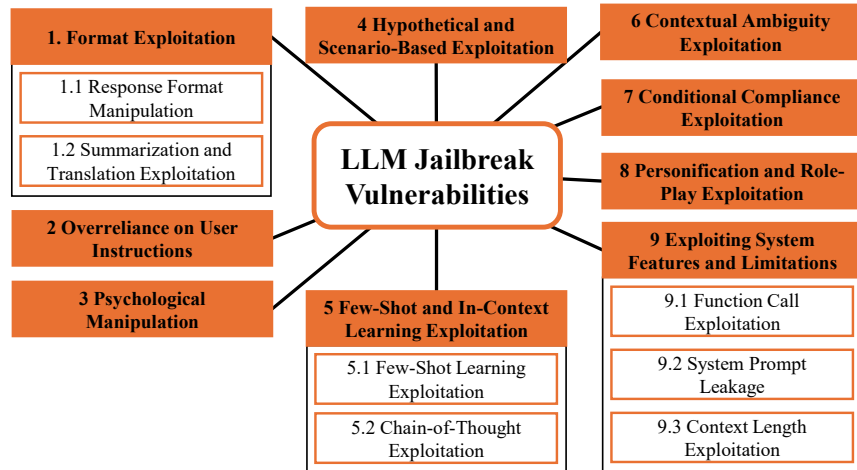 1. Format Exploitation
1.1 Response Format
Manipulation
1.2 Summarization and
Translation Exploitation
2 Overreliance on User
Instructions
3 Psychological
Manipulation
4 Hypothetical and
Scenario-Based Exploitation
LLM Jailbreak
Vulnerabilities
5 Few-Shot and In-Context
Learning Exploitation
5.1 Few-Shot Learning
Exploitation
5.2 Chain-of-Thought
Exploitation
6 Contextual Ambiguity
Exploitation
7 Conditional Compliance
Exploitation
8 Personification and Role-
Play Exploitation
9 Exploiting System
Features and Limitations
9.1 Function Call
Exploitation
9.2 System Prompt
Leakage
9.3 Context Length
Exploitation